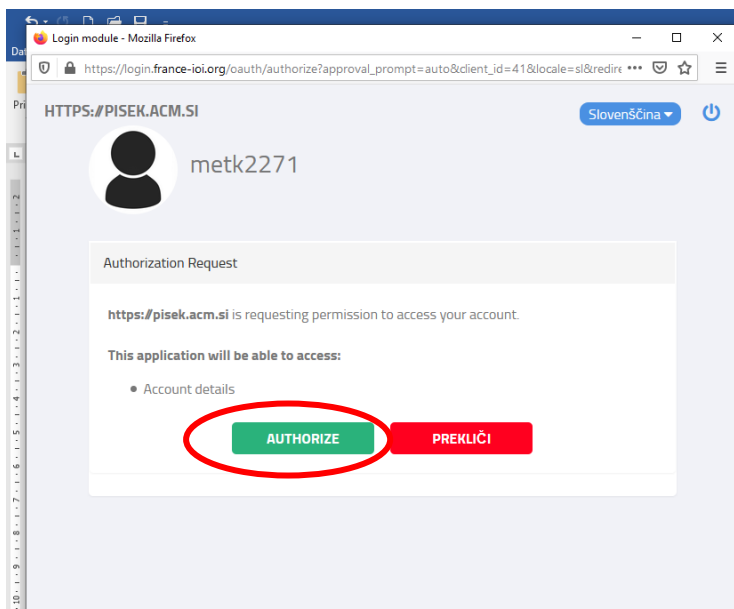 Dat
Login module - Mozilla Firefox
https://login.france-ioi.org/oauth/authorize?approval_prompt=auto&client_id=41&locale=sl&redire
Pri
HTTPS://PISEK.ACM.SI
Slovenščina
metk2271
Authorization Request
https://pisek.acm.si is requesting permission to access your account.
This application will be able to access:
Account details
AUTHORIZE PREKLIČI